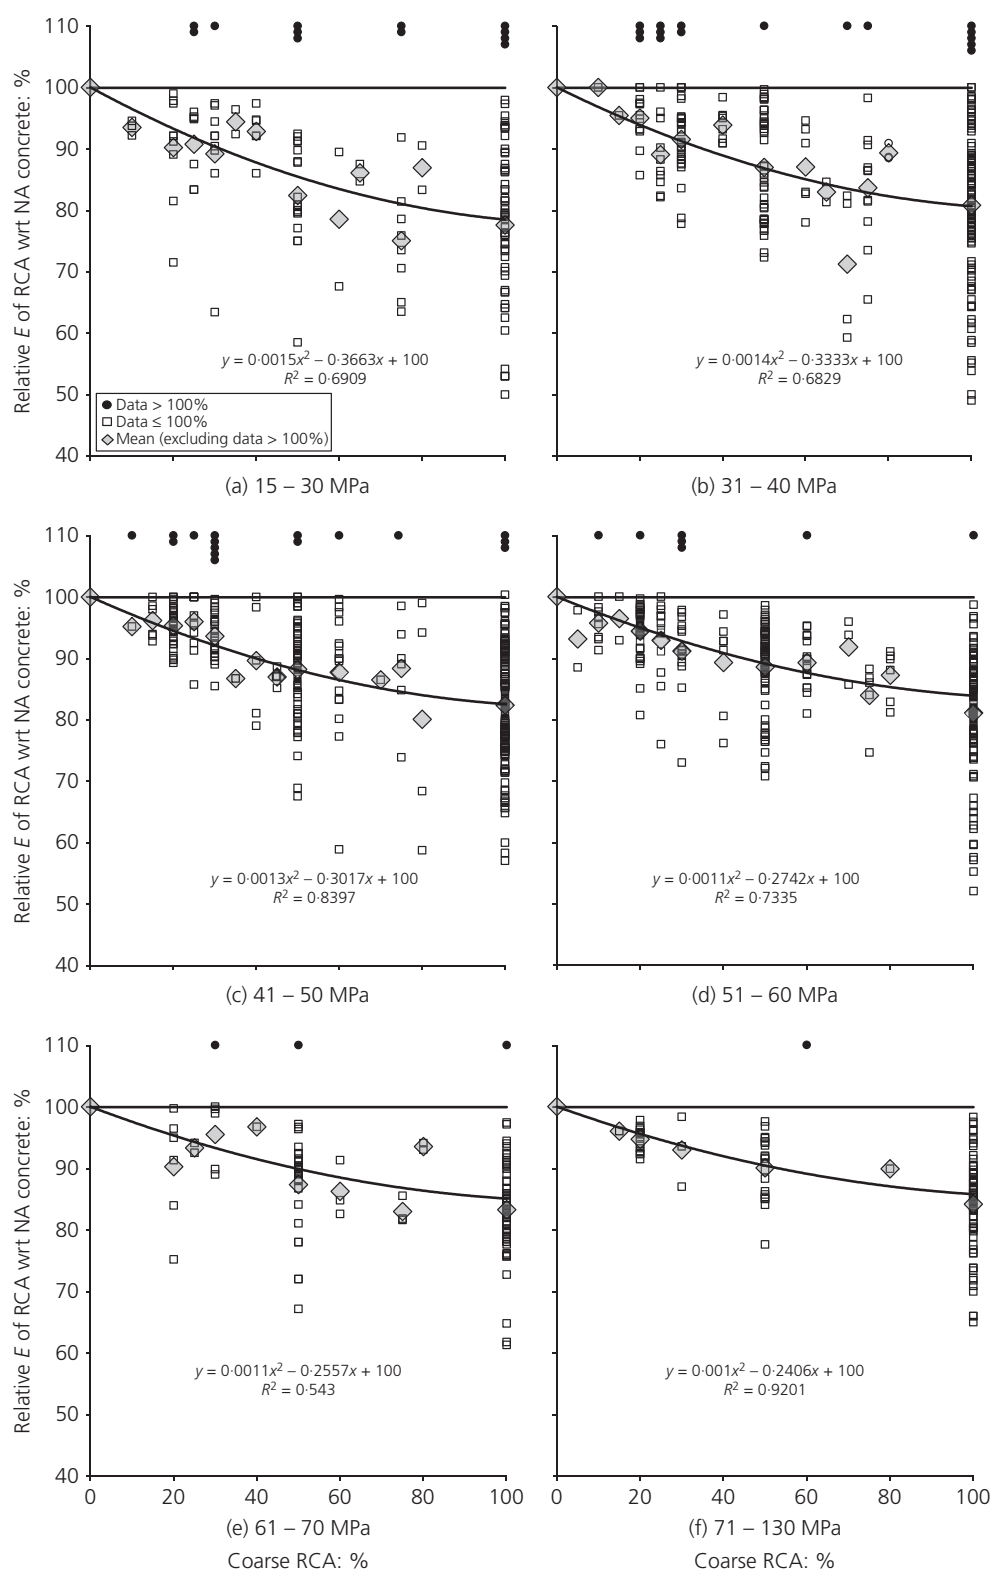 Relative E of RCA wrt NA concrete: %
110
100
90
80
70
60
50
40
y = 0·0015x² – 0·3663x + 100
R² = 0·6909
Data > 100%
Data ≤ 100%
Mean (excluding data > 100%)
(a) 15 – 30 MPa
y = 0·0014x² – 0·3333x + 100
R² = 0·6829
(b) 31 – 40 MPa
Relative E of RCA wrt NA concrete: %
110
100
90
80
70
60
50
40
y = 0·0013x² – 0·3017x + 100
R² = 0·8397
(c) 41 – 50 MPa
y = 0·0011x² – 0·2742x + 100
R² = 0·7335
(d) 51 – 60 MPa
Relative E of RCA wrt NA concrete: %
110
100
90
80
70
60
50
40
y = 0·0011x² – 0·2557x + 100
R² = 0·543
0 20 40 60 80 100
(e) 61 – 70 MPa
Coarse RCA: %
y = 0·001x² – 0·2406x + 100
R² = 0·9201
0 20 40 60 80 100
(f) 71 – 130 MPa
Coarse RCA: %